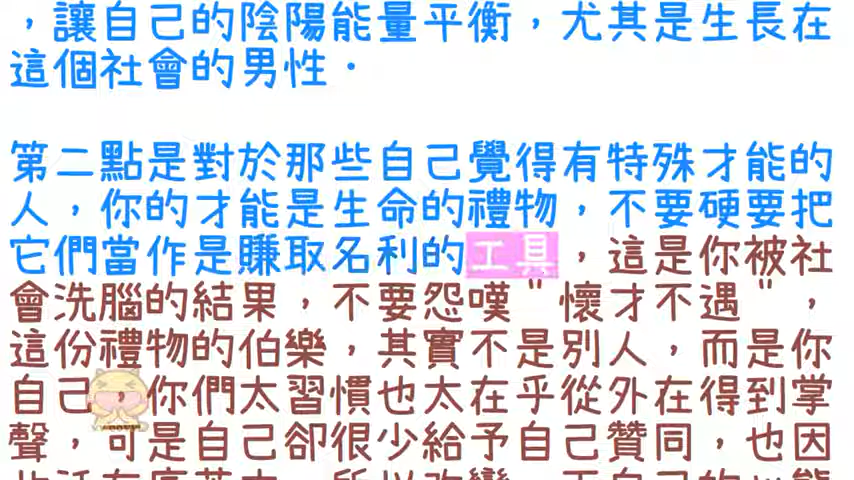 ，讓自己的陰陽能量平衡，尤其是生長在
這個社會的男性．
第二點是對於那些自己覺得有特殊才能的
人，你的才能是生命的禮物，不要硬要把
它們當作是賺取名利的工具，這是你被社
會洗腦的結果，不要怨嘆"懷才不遇"，
這份禮物的伯樂，其實不是別人，而是你
自己，你們太習慣也太在乎從外在得到掌
聲，可是自己卻很少給予自己贊同，也因